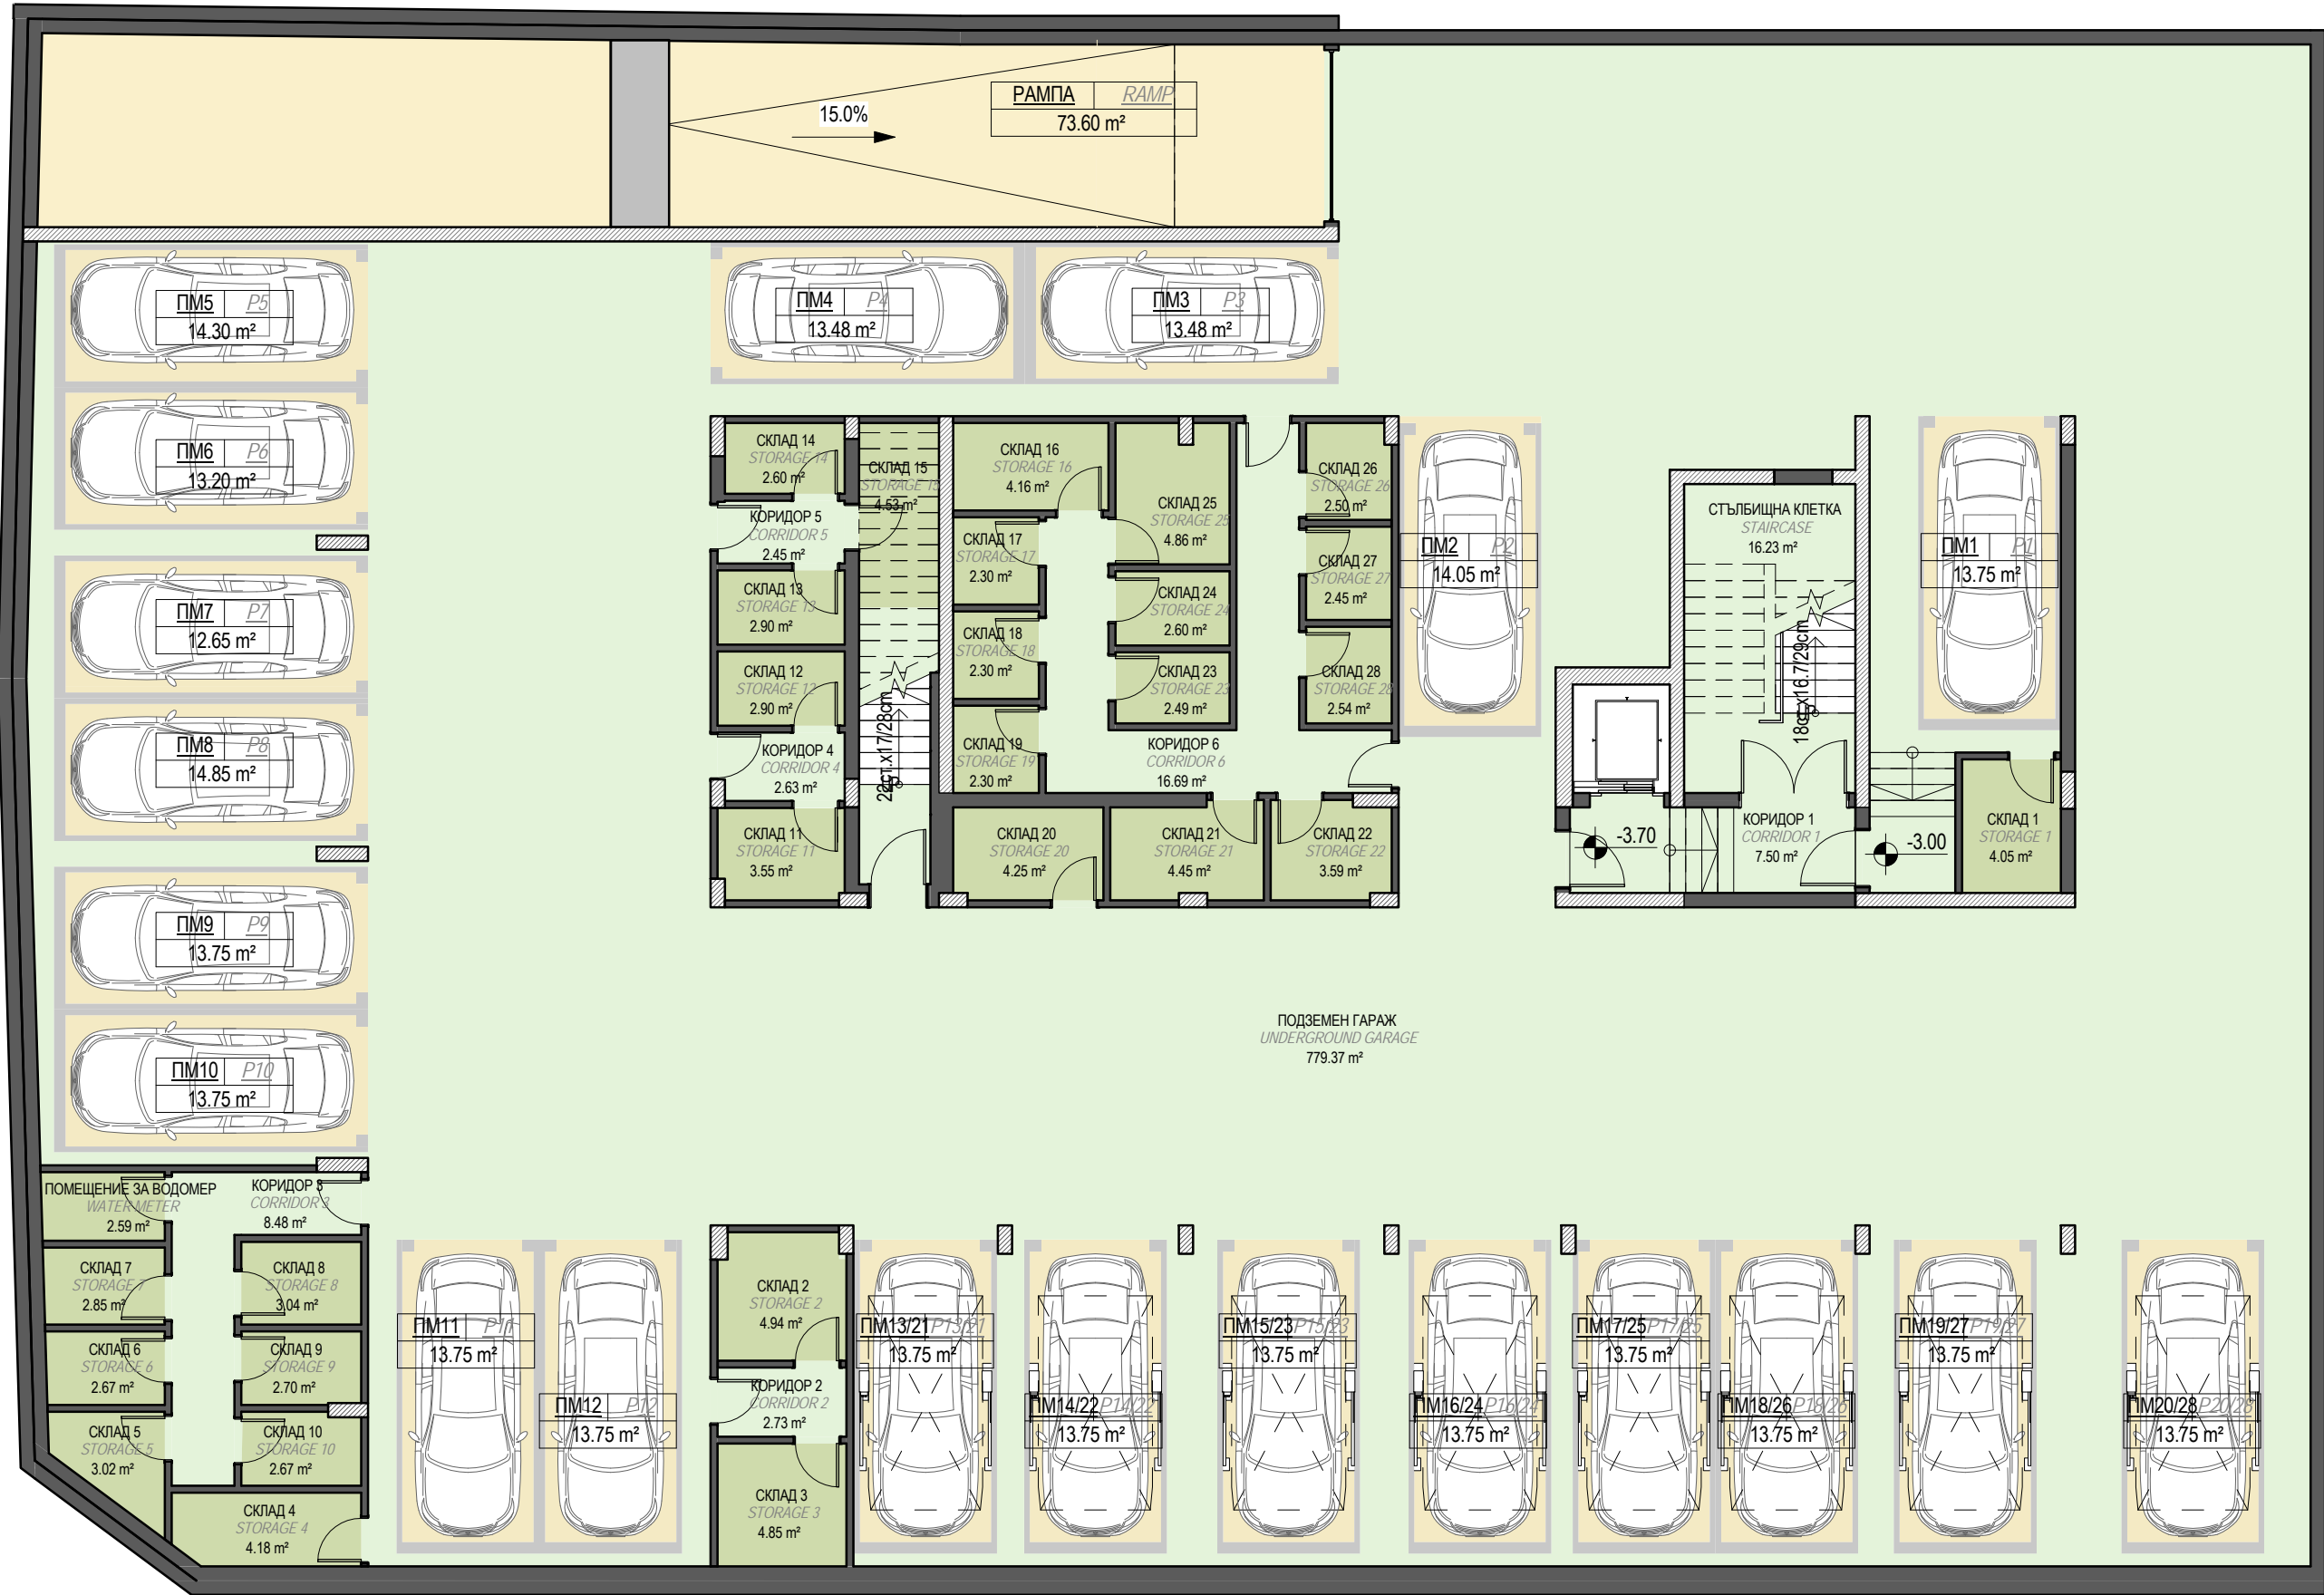 РАМПА RAMP
73.60 m²
15.0%
ПМ5 P5
14.30 m²
ПМ4 P4
13.48 m²
ПМ3 P3
13.48 m²
ПМ6 P6
13.20 m²
ПМ7 P7
12.65 m²
ПМ8 P8
14.85 m²
ПМ9 P9
13.75 m²
ПМ10 P10
13.75 m²
СКЛАД 14
STORAGE 14
2.60 m²
КОРИДОР 5
CORRIDOR 5
2.45 m²
СКЛАД 13
STORAGE 13
2.90 m²
СКЛАД 12
STORAGE 12
2.90 m²
КОРИДОР 4
CORRIDOR 4
2.63 m²
СКЛАД 11
STORAGE 11
3.55 m²
СКЛАД 15
STORAGE 15
4.53 m²
СКЛАД 16
STORAGE 16
4.16 m²
СКЛАД 17
STORAGE 17
2.30 m²
СКЛАД 18
STORAGE 18
2.30 m²
СКЛАД 19
STORAGE 19
2.30 m²
СКЛАД 25
STORAGE 25
4.86 m²
СКЛАД 24
STORAGE 24
2.60 m²
СКЛАД 23
STORAGE 23
2.49 m²
КОРИДОР 6
CORRIDOR 6
16.69 m²
СКЛАД 26
STORAGE 26
2.50 m²
СКЛАД 27
STORAGE 27
2.45 m²
СКЛАД 28
STORAGE 28
2.54 m²
СКЛАД 20
STORAGE 20
4.25 m²
СКЛАД 21
STORAGE 21
4.45 m²
СКЛАД 22
STORAGE 22
3.59 m²
ПМ2 P2
14.05 m²
СТЪЛБИЩНА КЛЕТКА
STAIRCASE
16.23 m²
ПМ1 P1
13.75 m²
-3.70
КОРИДОР 1
CORRIDOR 1
7.50 m²
-3.00
СКЛАД 1
STORAGE 1
4.05 m²
ПОДЗЕМЕН ГАРАЖ
UNDERGROUND GARAGE
779.37 m²
ПОМЕЩЕНИЕ ЗА ВОДОМЕР
WATER METER
2.59 m²
КОРИДОР 3
CORRIDOR 3
8.48 m²
СКЛАД 7
STORAGE 7
2.85 m²
СКЛАД 8
STORAGE 8
3.04 m²
СКЛАД 6
STORAGE 6
2.67 m²
СКЛАД 9
STORAGE 9
2.70 m²
СКЛАД 5
STORAGE 5
3.02 m²
СКЛАД 10
STORAGE 10
2.67 m²
СКЛАД 4
STORAGE 4
4.18 m²
ПМ11 P11
13.75 m²
ПМ12 P12
13.75 m²
СКЛАД 2
STORAGE 2
4.94 m²
КОРИДОР 2
CORRIDOR 2
2.73 m²
СКЛАД 3
STORAGE 3
4.85 m²
ПМ13/21 P13/21
13.75 m²
ПМ14/22 P14/22
13.75 m²
ПМ15/23 P15/23
13.75 m²
ПМ16/24 P16/24
13.75 m²
ПМ17/25 P17/25
13.75 m²
ПМ18/26 P18/26
13.75 m²
ПМ19/27 P19/27
13.75 m²
ПМ20/28 P20/28
13.75 m²